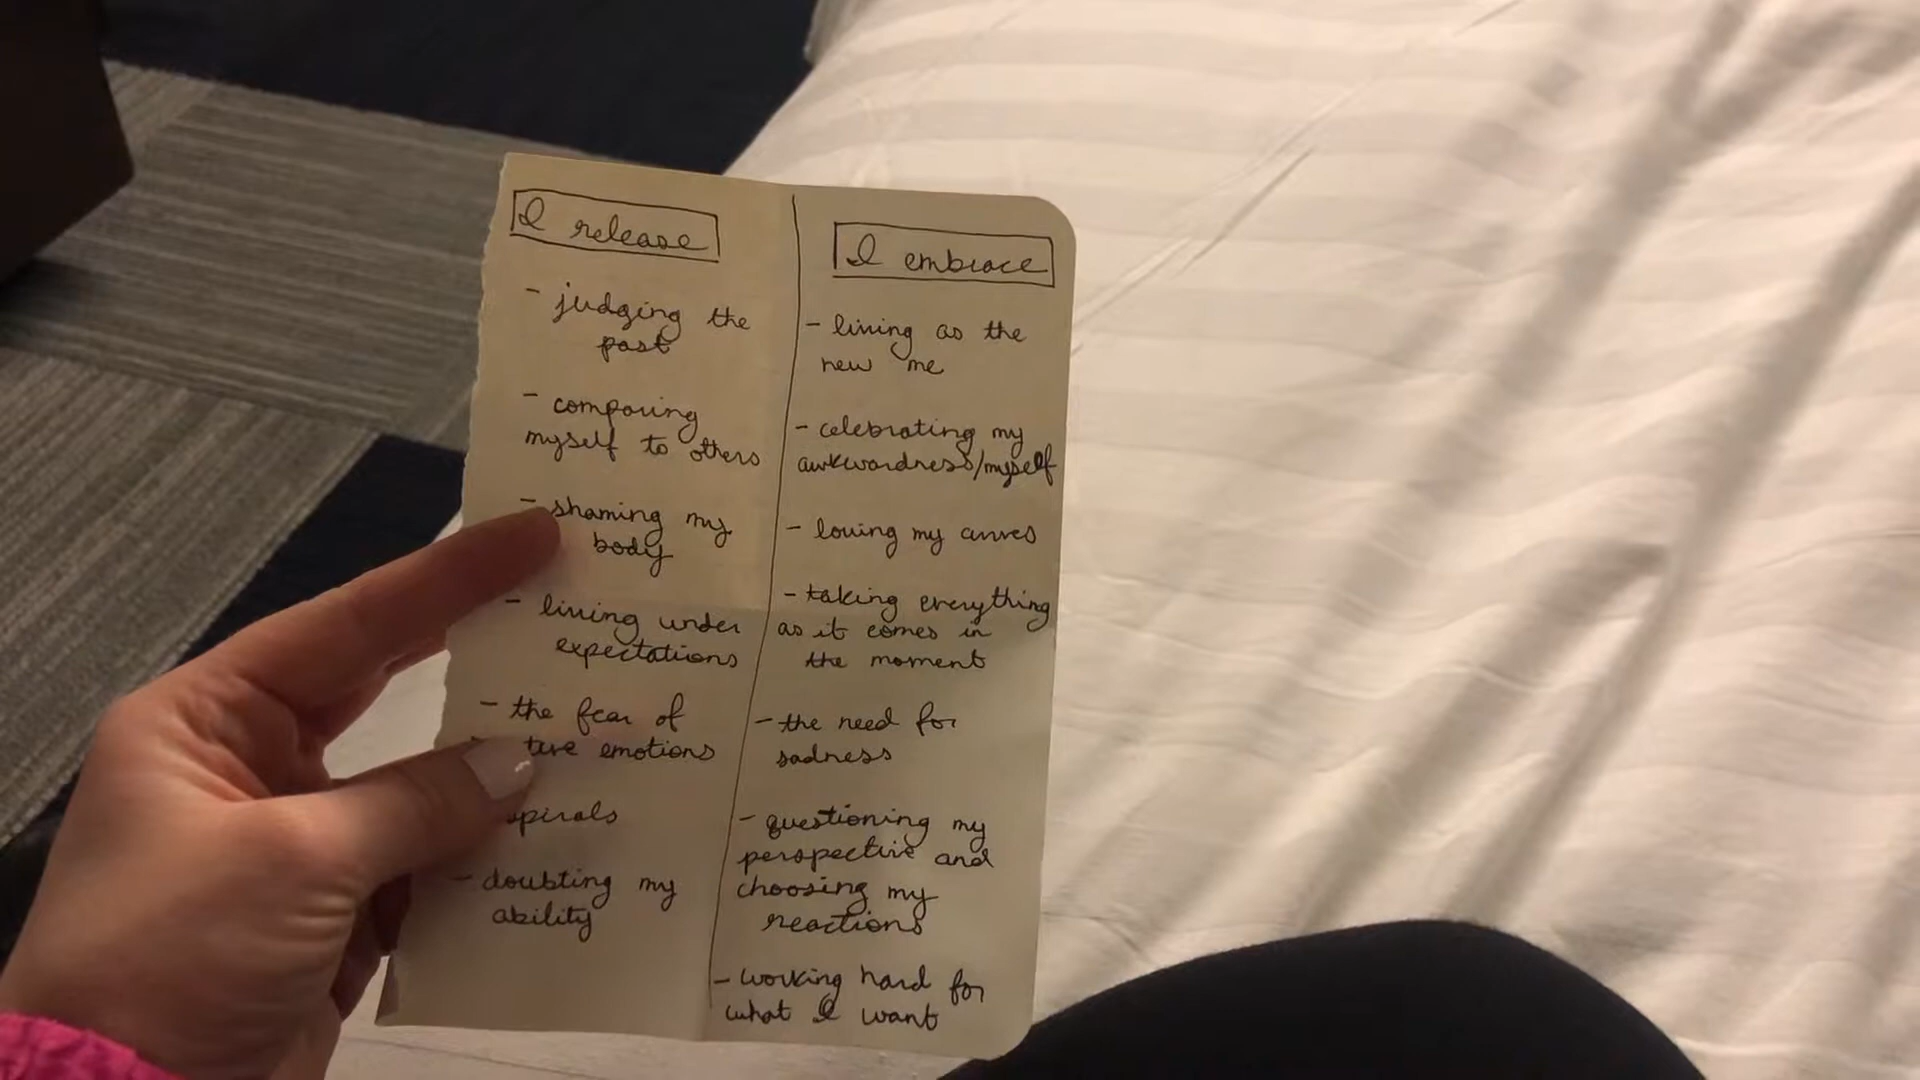 I release
- judging the
past
- comparing
myself to others
- shaming my
body
- living under
expectations
- the fear of
tive emotions
spirals
- doubting my
ability
I embrace
- living as the
new me
- celebrating my
awkwardness/myself
- loving my curves
- taking everything
as it comes in
the moment
- the need for
sadness
- questioning my
perspective and
choosing my
reactions
- working hard for
what I want